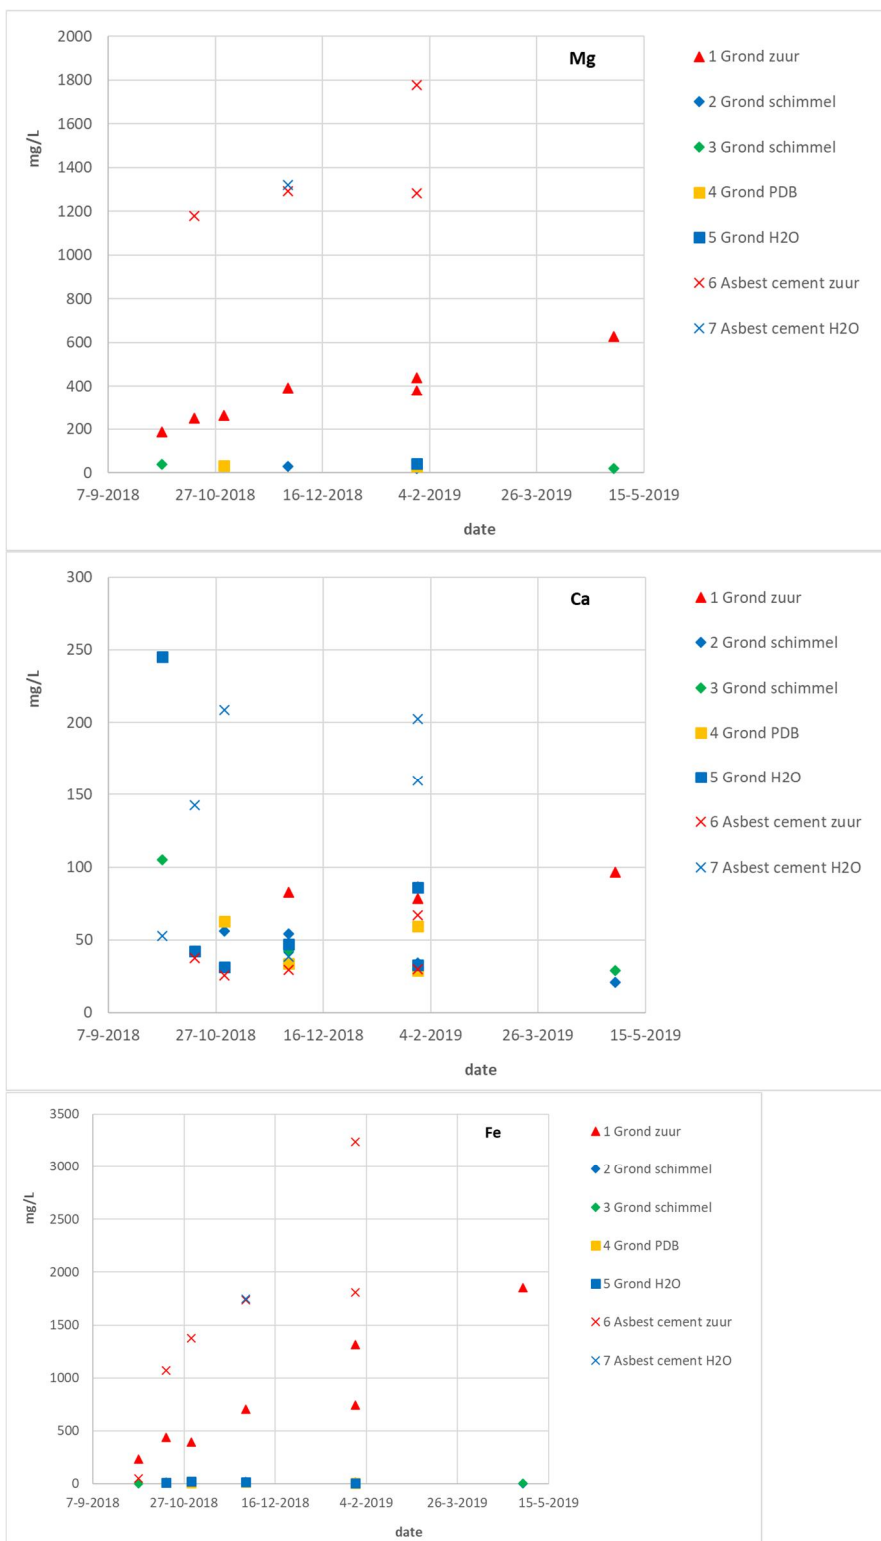 Mg
mg/L
2000
1800
1600
1400
1200
1000
800
600
400
200
0
7-9-2018 27-10-2018 16-12-2018 4-2-2019 26-3-2019 15-5-2019
date
1 Grond zuur
2 Grond schimmel
3 Grond schimmel
4 Grond PDB
5 Grond H2O
6 Asbest cement zuur
7 Asbest cement H2O
Ca
mg/L
300
250
200
150
100
50
0
7-9-2018 27-10-2018 16-12-2018 4-2-2019 26-3-2019 15-5-2019
date
1 Grond zuur
2 Grond schimmel
3 Grond schimmel
4 Grond PDB
5 Grond H2O
6 Asbest cement zuur
7 Asbest cement H2O
Fe
mg/L
3500
3000
2500
2000
1500
1000
500
0
7-9-2018 27-10-2018 16-12-2018 4-2-2019 26-3-2019 15-5-2019
date
1 Grond zuur
2 Grond schimmel
3 Grond schimmel
4 Grond PDB
5 Grond H2O
6 Asbest cement zuur
7 Asbest cement H2O